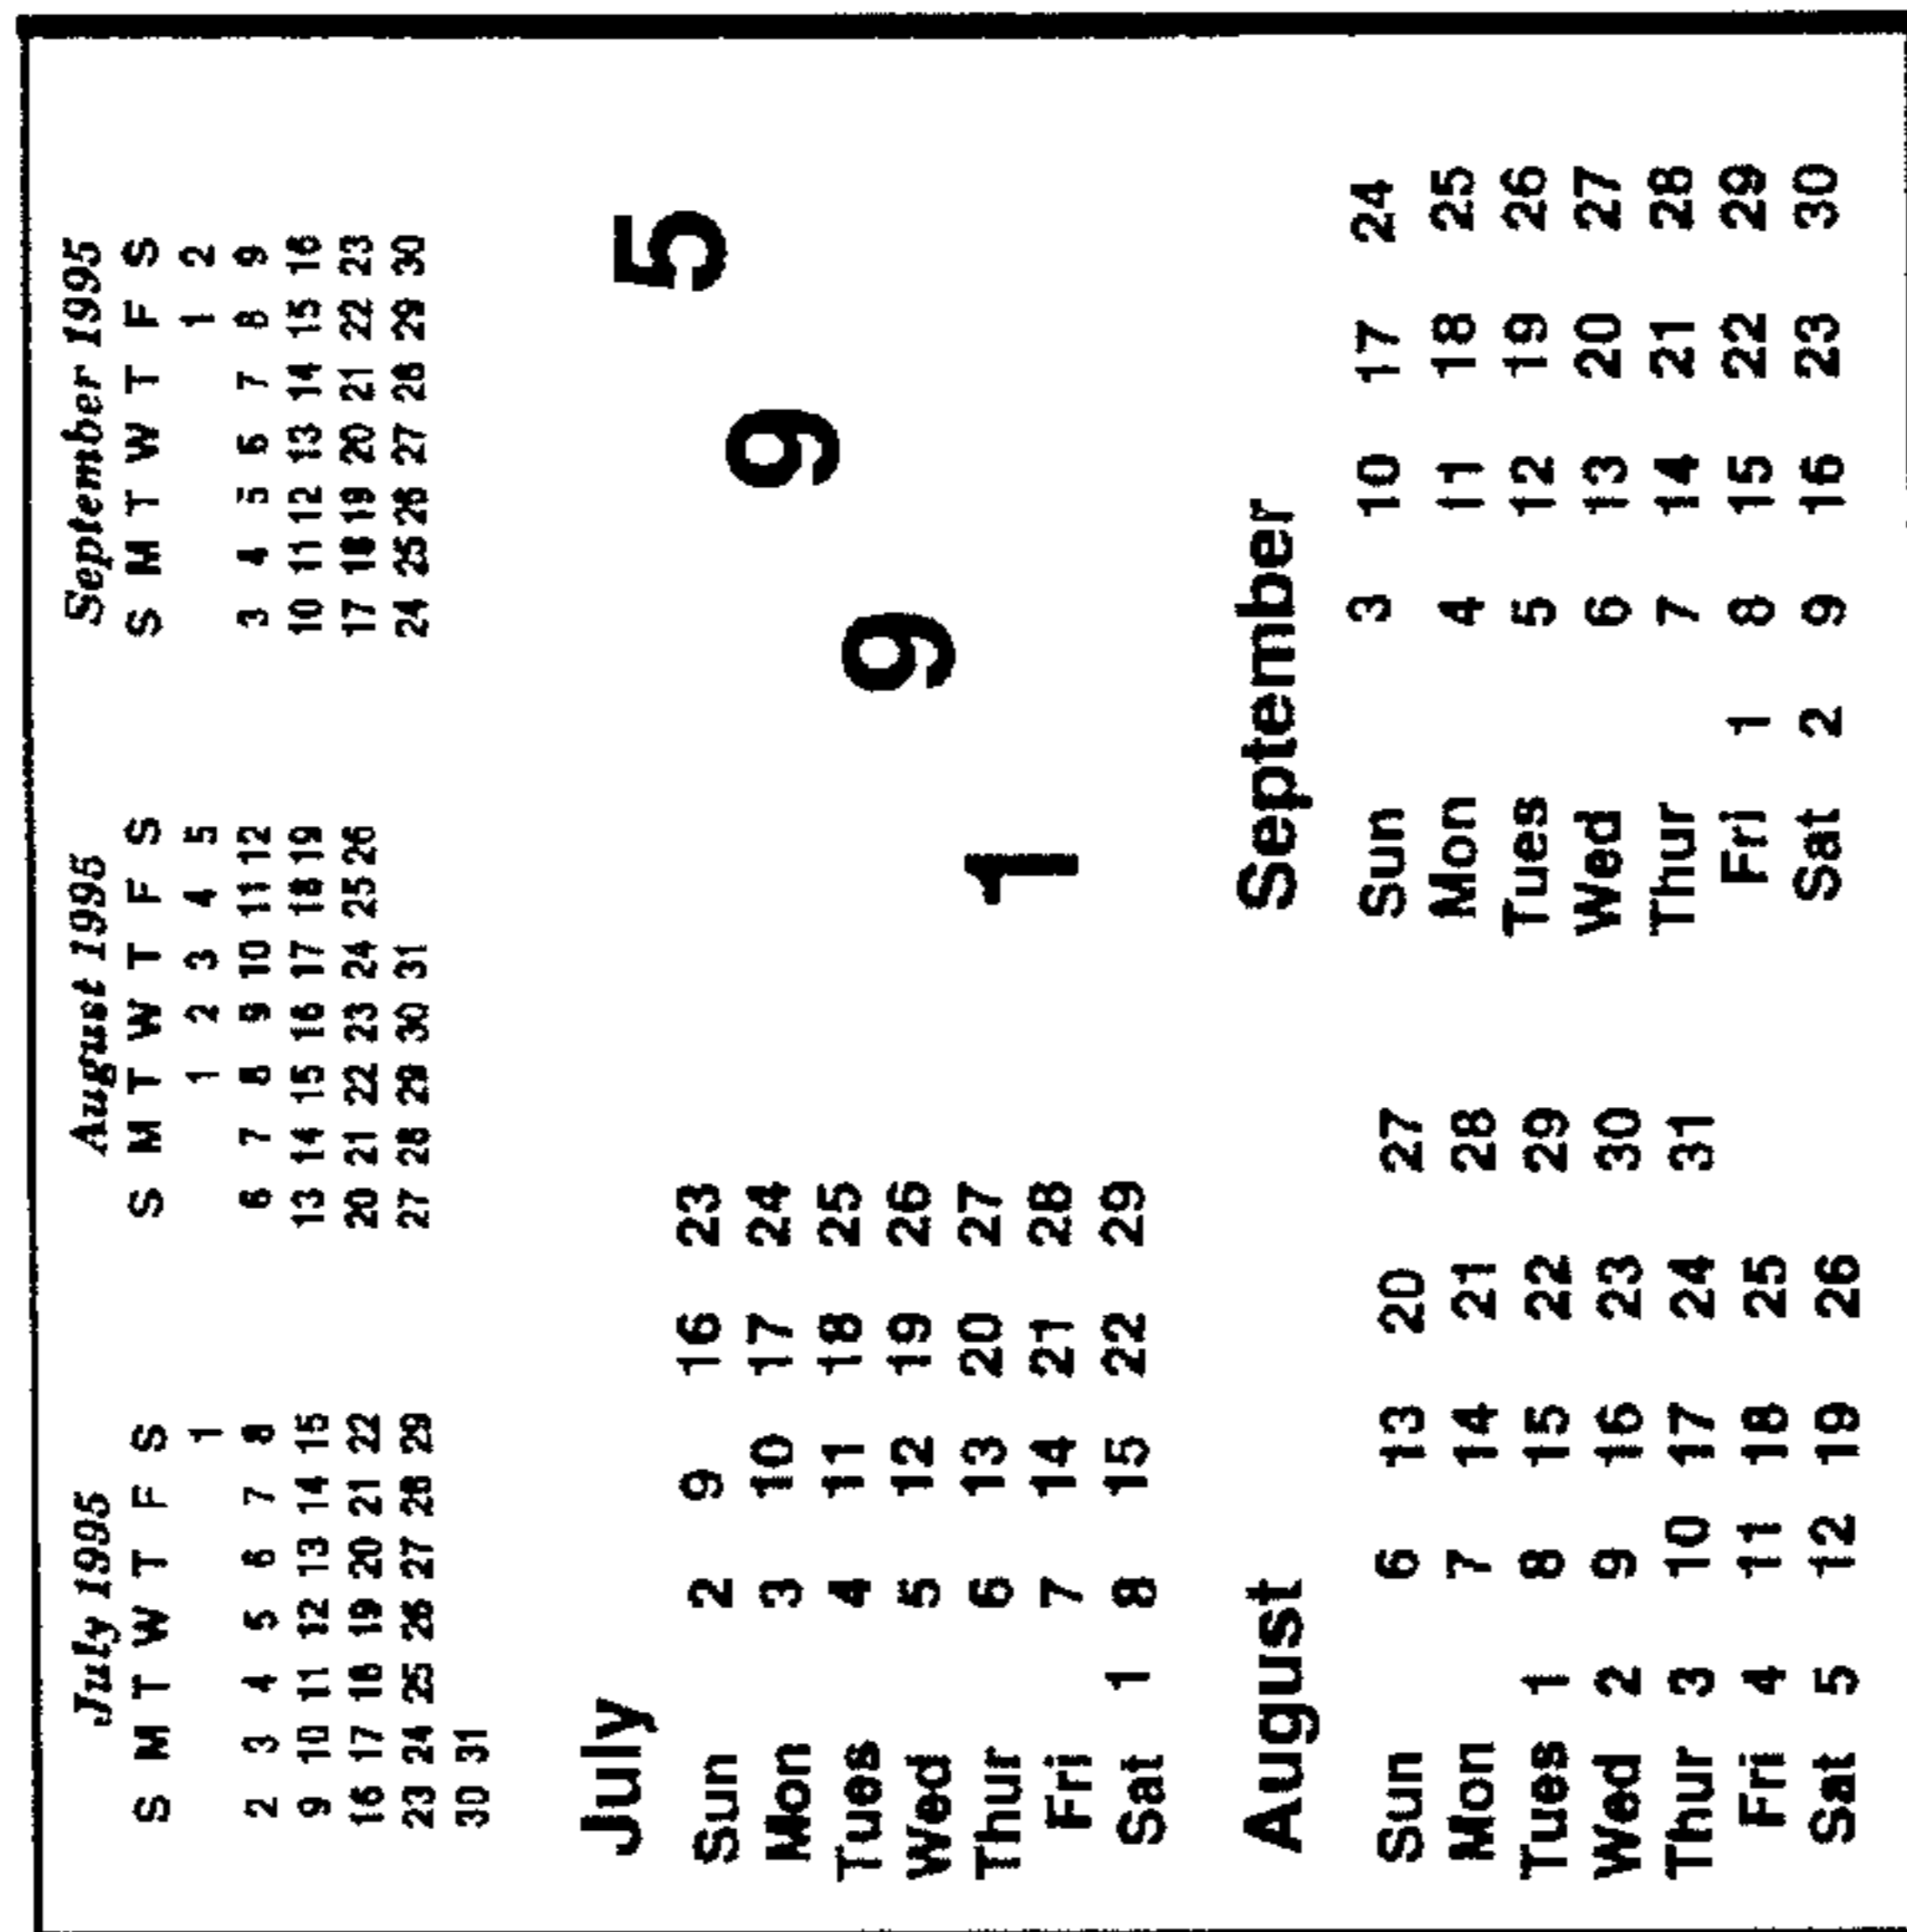 July 1995
S M T W T F S
1
2 3 4 5 6 7 8
9 10 11 12 13 14 15
16 17 18 19 20 21 22
23 24 25 26 27 28 29
30 31
August 1995
S M T W T F S
1 2 3 4 5
6 7 8 9 10 11 12
13 14 15 16 17 18 19
20 21 22 23 24 25 26
27 28 29 30 31
September 1995
S M T W T F S
1 2
3 4 5 6 7 8 9
10 11 12 13 14 15 16
17 18 19 20 21 22 23
24 25 26 27 28 29 30
July
Sun 2 9 16 23
Mon 3 10 17 24
Tues 4 11 18 25
Wed 5 12 19 26
Thur 6 13 20 27
Fri 7 14 21 28
Sat 1 8 15 22 29
1 9 9 5
August
Sun 6 13 20 27
Mon 7 14 21 28
Tues 1 8 15 22 29
Wed 2 9 16 23 30
Thur 3 10 17 24 31
Fri 4 11 18 25
Sat 5 12 19 26
September
Sun 3 10 17 24
Mon 4 11 18 25
Tues 5 12 19 26
Wed 6 13 20 27
Thur 7 14 21 28
Fri 1 8 15 22 29
Sat 2 9 16 23 30